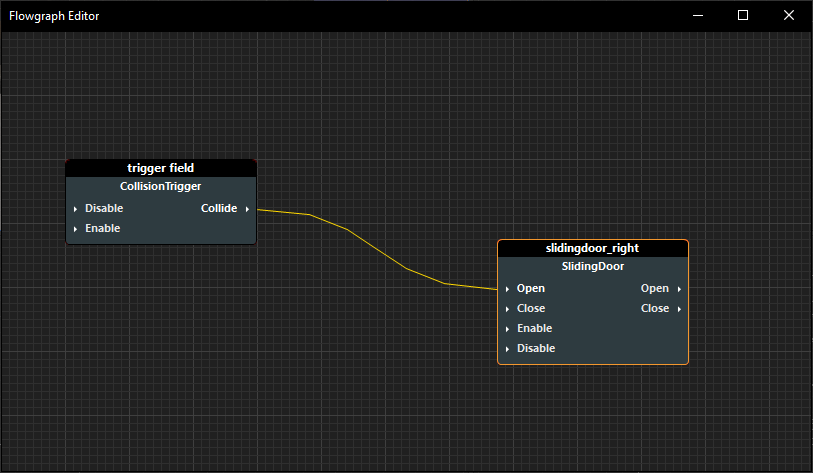 Flowgraph Editor
trigger field
CollisionTrigger
Disable Collide
Enable
slidingdoor_right
SlidingDoor
Open Open
Close Close
Enable
Disable